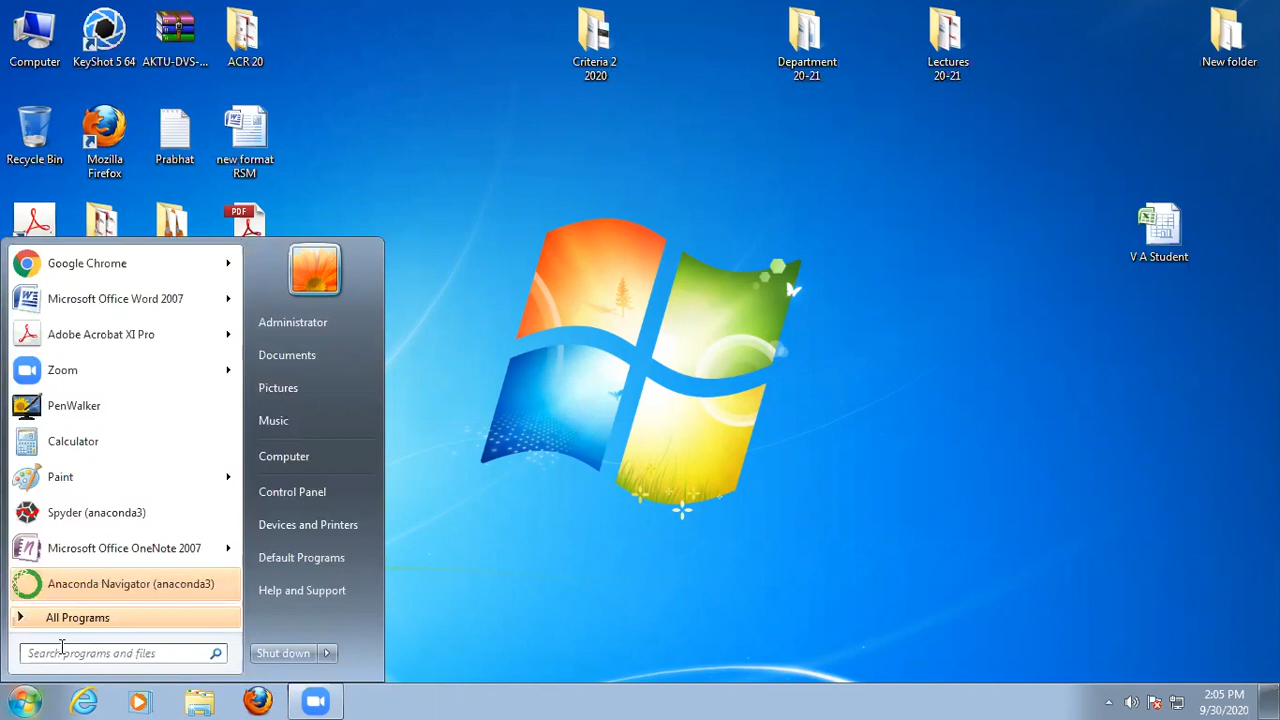 Computer
KeyShot 5 64
AKTU-DVS-...
ACR 20
Criteria 2
2020
Department
20-21
Lectures
20-21
New folder
Recycle Bin
Mozilla
Firefox
Prabhat
new format
RSM
PDF
V A Student
Google Chrome
Microsoft Office Word 2007
Adobe Acrobat XI Pro
Zoom
PenWalker
Calculator
Paint
Spyder (anaconda3)
Microsoft Office OneNote 2007
Anaconda Navigator (anaconda3)
All Programs
Search programs and files
Administrator
Documents
Pictures
Music
Computer
Control Panel
Devices and Printers
Default Programs
Help and Support
Shut down
2:05 PM
9/30/2020